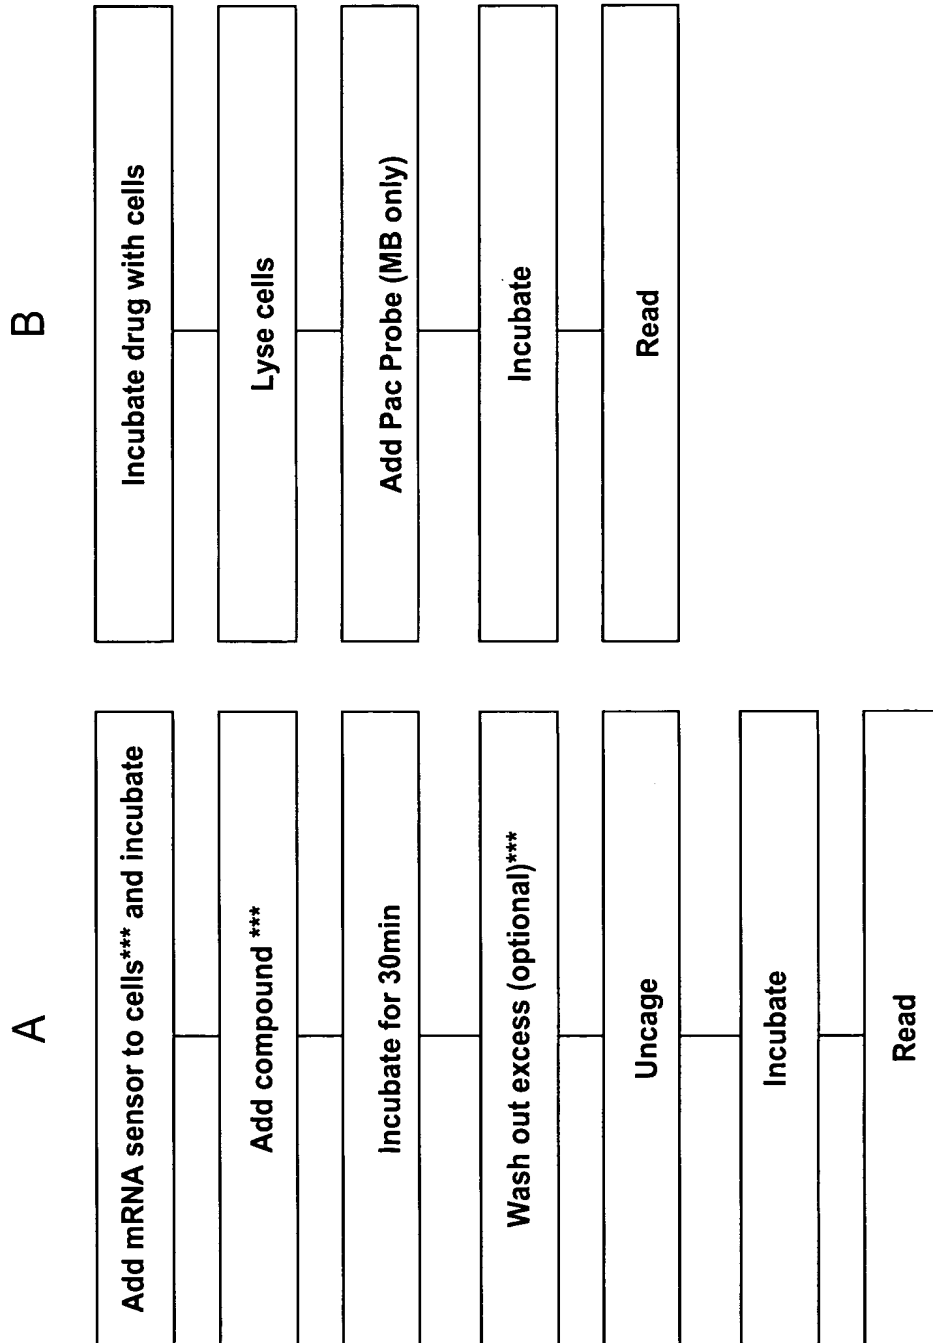 A
Add mRNA sensor to cells*** and incubate
Add compound ***
Incubate for 30min
Wash out excess (optional)***
Uncage
Incubate
Read
B
Incubate drug with cells
Lyse cells
Add Pac Probe (MB only)
Incubate
Read